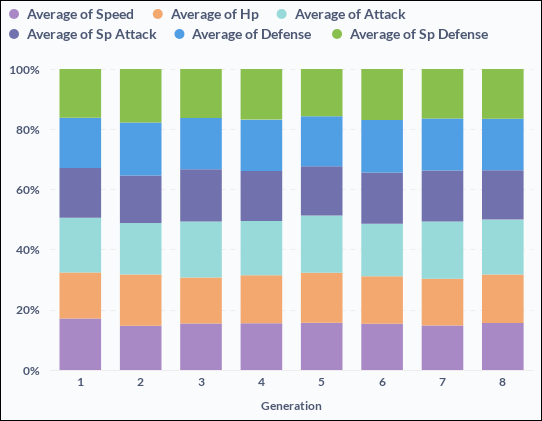 Average of Speed Average of Hp Average of Attack
Average of Sp Attack Average of Defense Average of Sp Defense
100%
80%
60%
40%
20%
0%
1 2 3 4 5 6 7 8
Generation